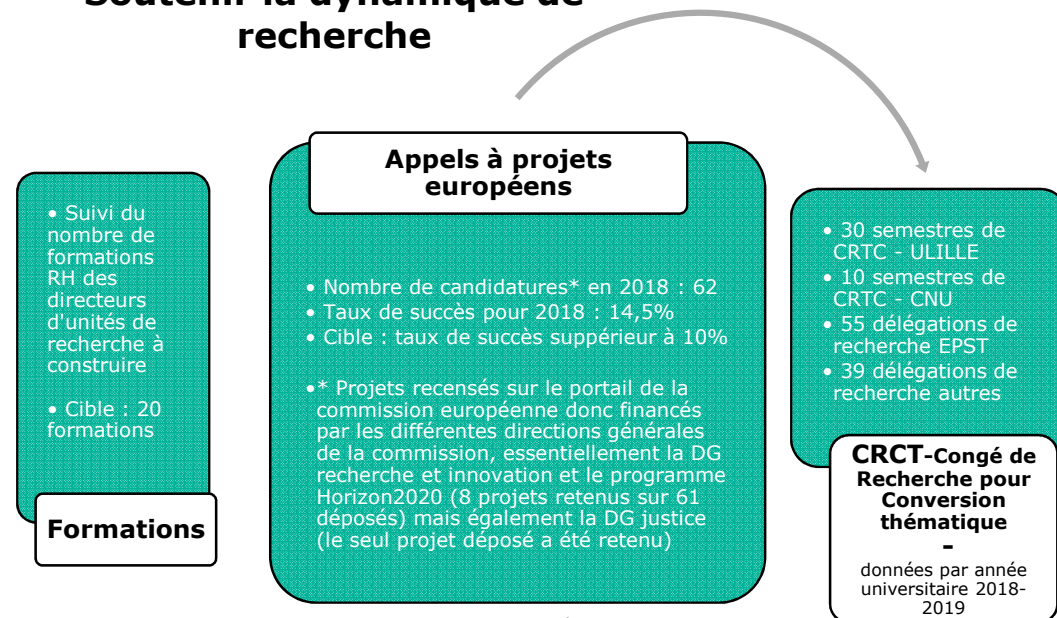 Soutenir la dynamique de
recherche
• Suivi du
nombre de
formations
RH des
directeurs
d'unités de
recherche à
construire
• Cible : 20
formations
Formations
Appels à projets
européens
• Nombre de candidatures* en 2018 : 62
• Taux de succès pour 2018 : 14,5%
• Cible : taux de succès suppérieur à 10%
•* Projets recensés sur le portail de la
commission européenne donc financés
par les différentes directions générales
de la commission, essentiellement la DG
recherche et innovation et le programme
Horizon2020 (8 projets retenus sur 61
déposés) mais également la DG justice
(le seul projet déposé a été retenu)
• 30 semestres de
CRTC - ULILLE
• 10 semestres de
CRTC - CNU
• 55 délégations de
recherche EPST
• 39 délégations de
recherche autres
CRCT-Congé de
Recherche pour
Conversion
thématique
-
données par année
universitaire 2018-
2019